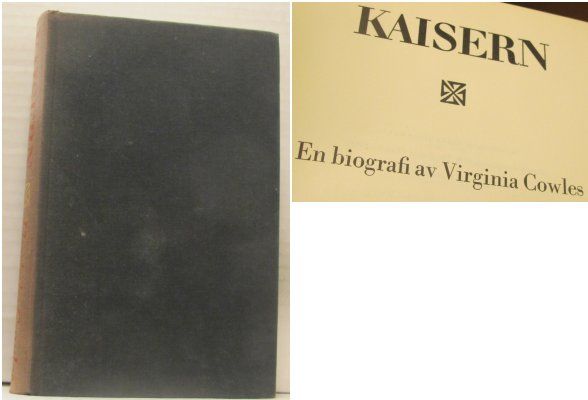 KAISERN
En biografi av Virginia Cowles